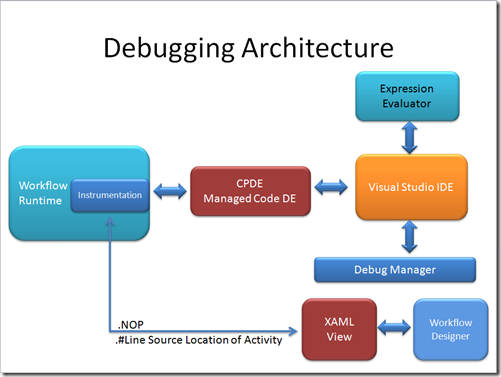 Debugging Architecture
Expression
Evaluator
Workflow
Runtime
Instrumentation
CPDE
Managed Code DE
Visual Studio IDE
Debug Manager
.NOP
.#Line Source Location of Activity
XAML
View
Workflow
Designer